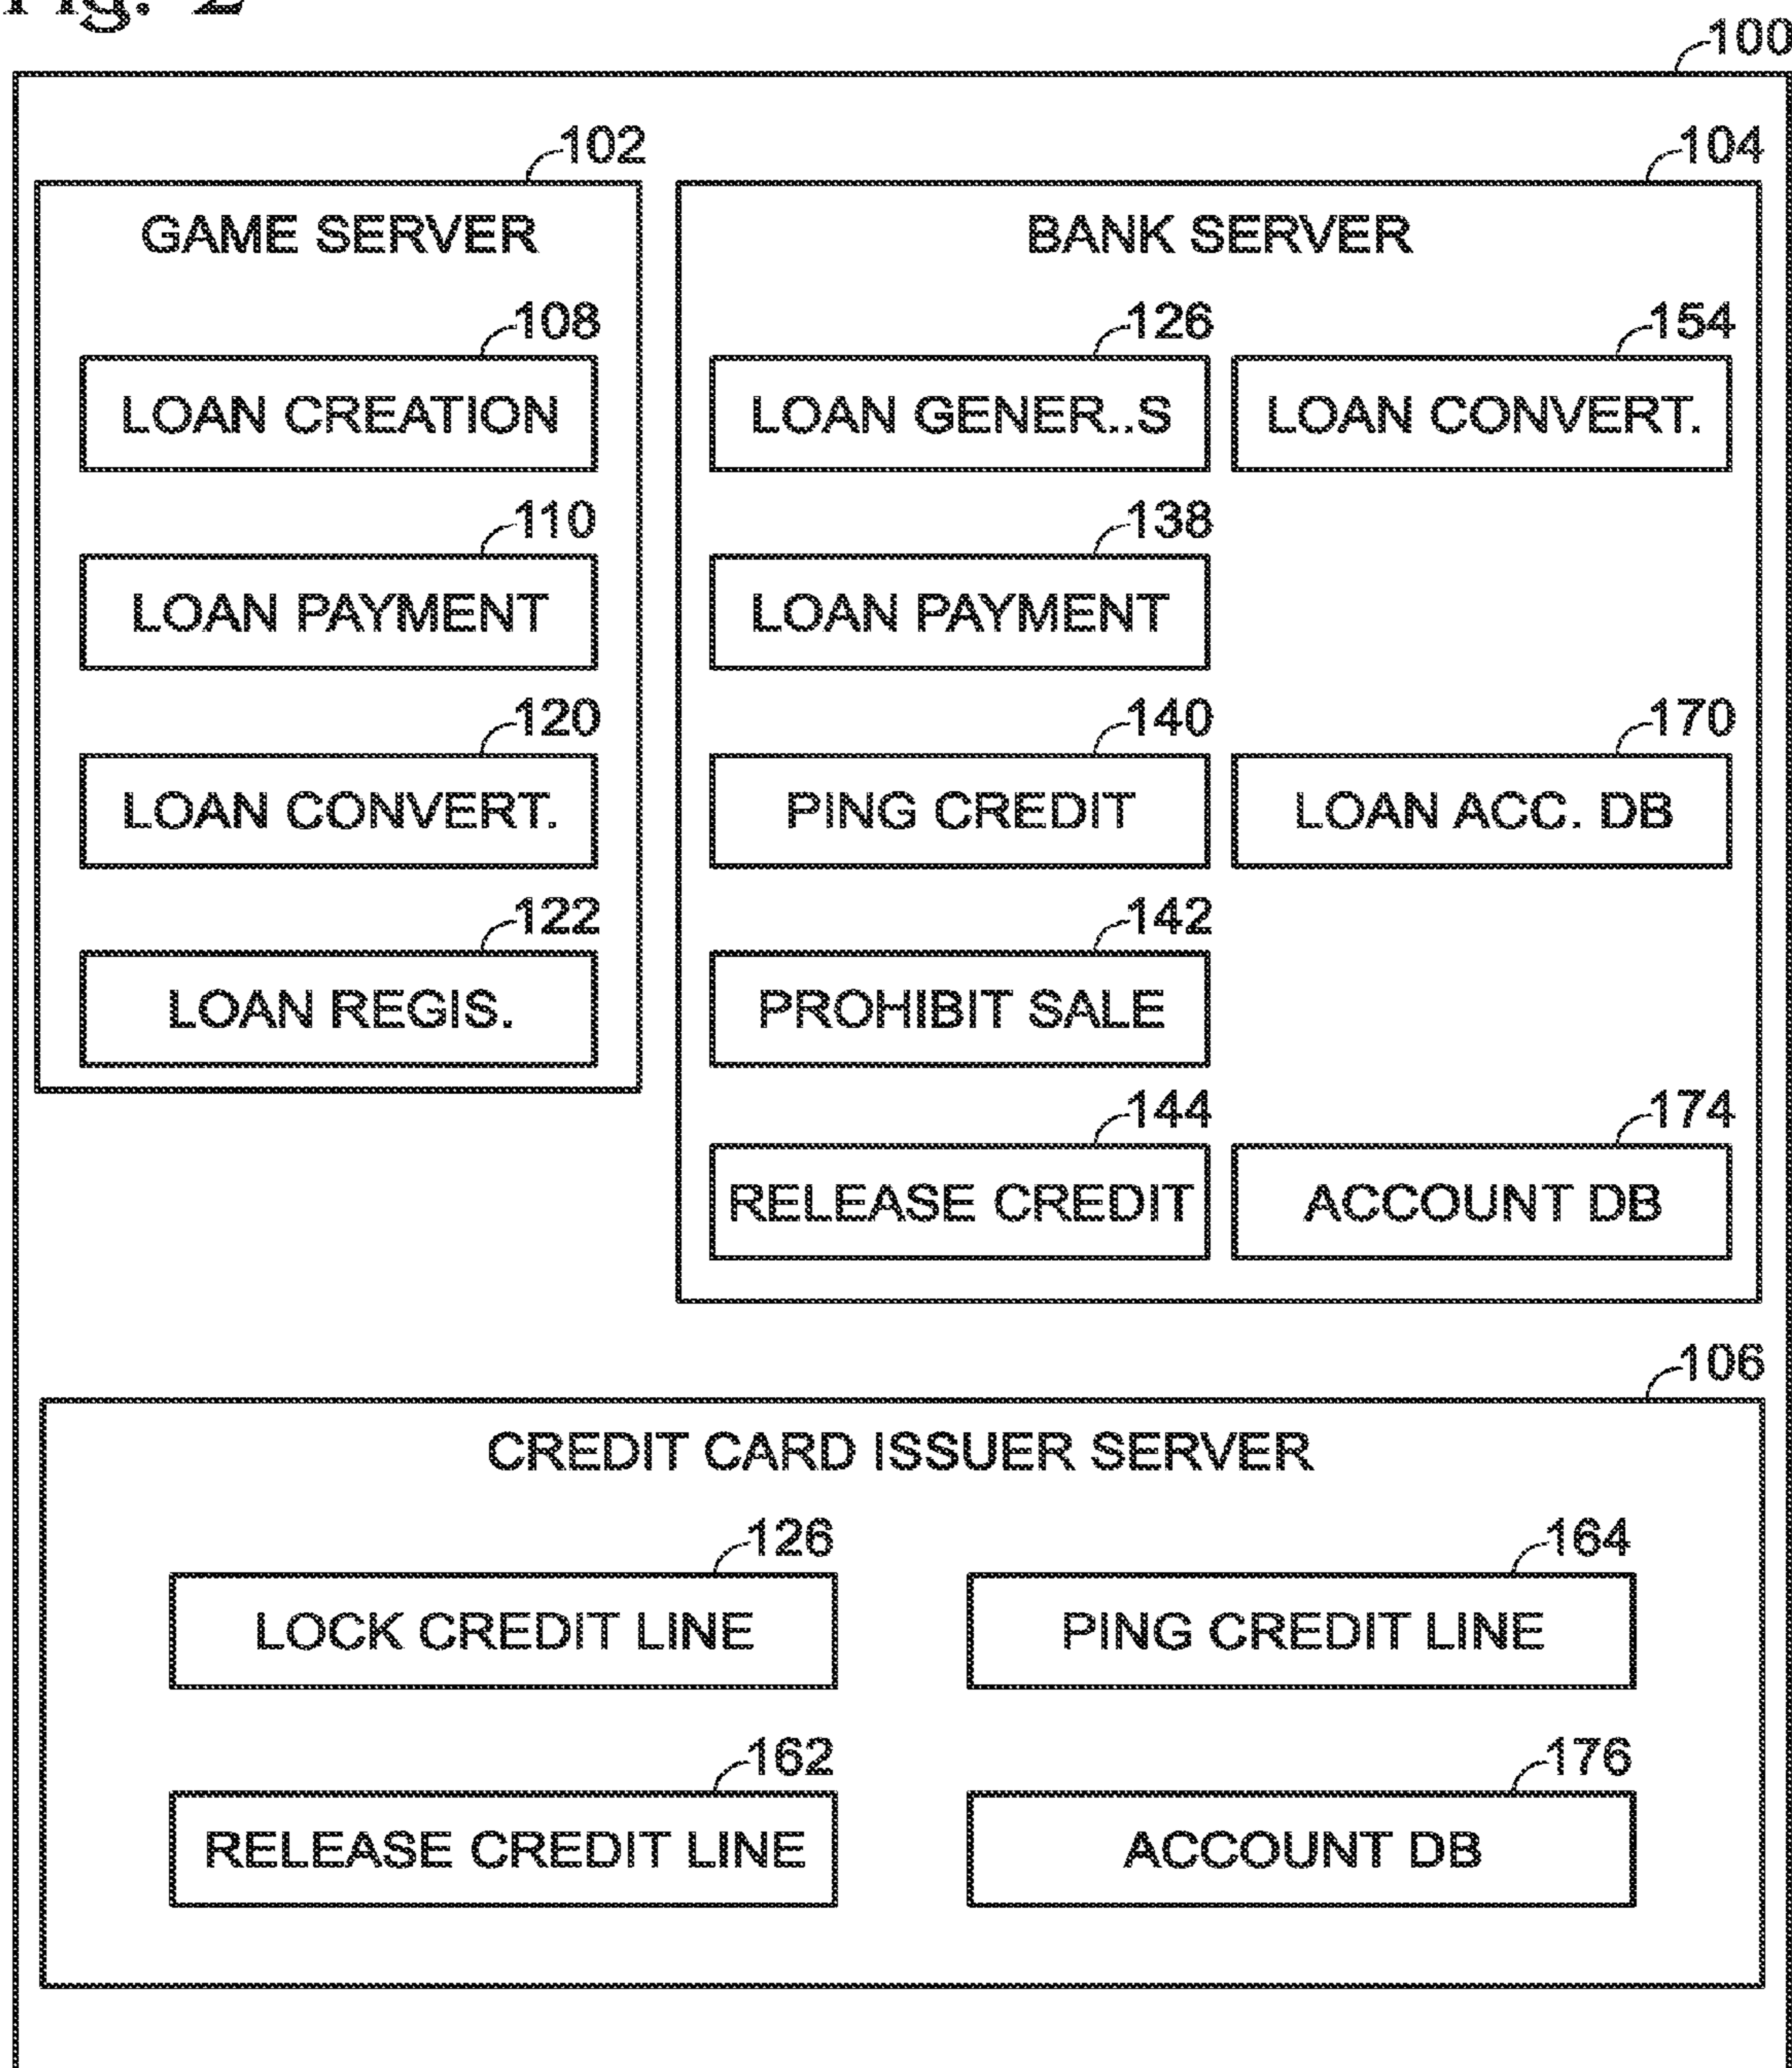 Fig. 2
100
102
GAME SERVER
108
LOAN CREATION
110
LOAN PAYMENT
120
LOAN CONVERT.
122
LOAN REGIS.
104
BANK SERVER
126
LOAN GENER..S
154
LOAN CONVERT.
138
LOAN PAYMENT
140
PING CREDIT
170
LOAN ACC. DB
142
PROHIBIT SALE
144
RELEASE CREDIT
174
ACCOUNT DB
106
CREDIT CARD ISSUER SERVER
126
LOCK CREDIT LINE
164
PING CREDIT LINE
162
RELEASE CREDIT LINE
176
ACCOUNT DB